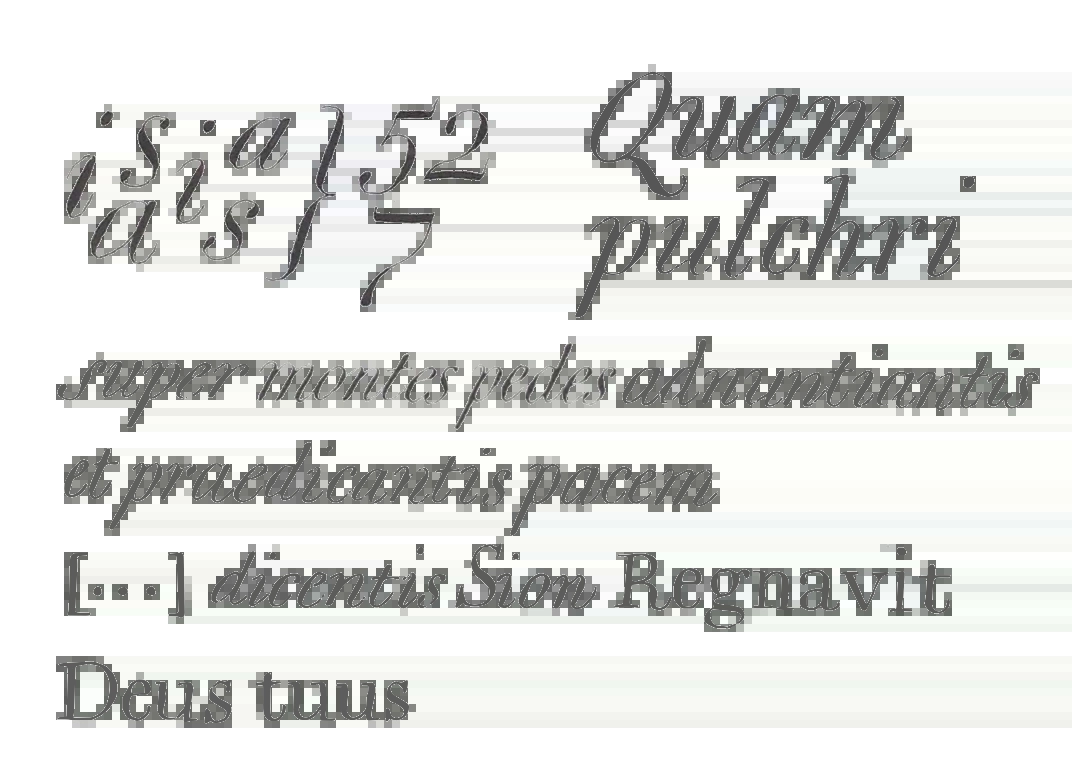 52 Quam
7 pulchri
super montes pedes adnuntiantis
et praedicantis pacem
[...] dicentis Sion Regnavit
Deus tuus